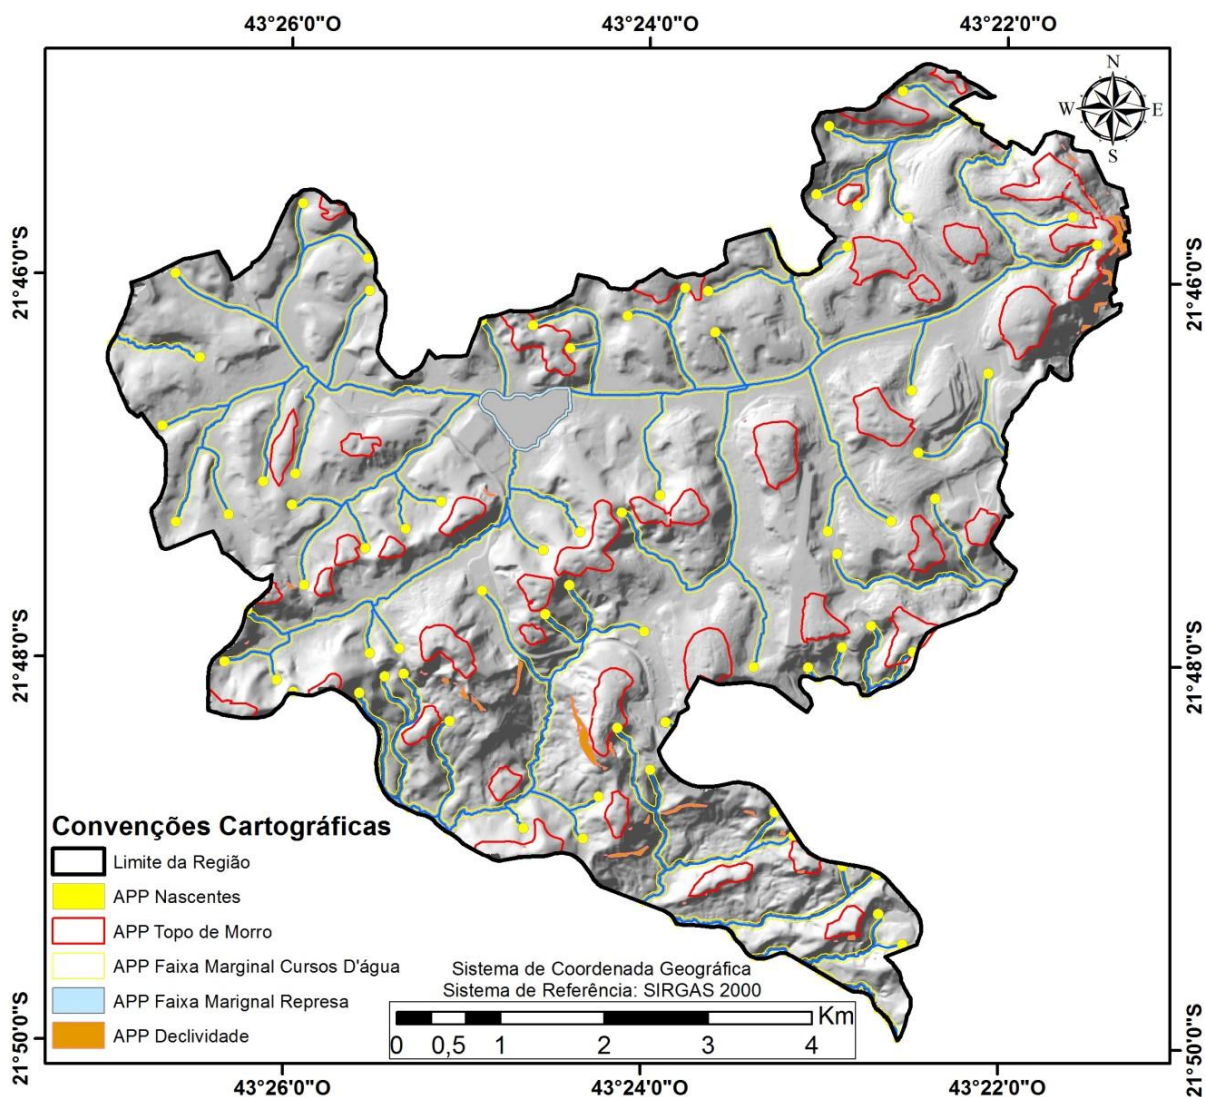 43°26'0"O 43°24'0"O 43°22'0"O
N
W E
S
21°46'0"S 21°46'0"S
21°48'0"S 21°48'0"S
Convenções Cartográficas
Limite da Região
APP Nascentes
APP Topo de Morro
APP Faixa Marginal Cursos D'água
APP Faixa Marignal Represa
APP Declividade
Sistema de Coordenada Geográfica
Sistema de Referência: SIRGAS 2000
Km
0 0,5 1 2 3 4
21°50'0"S 21°50'0"S
43°26'0"O 43°24'0"O 43°22'0"O